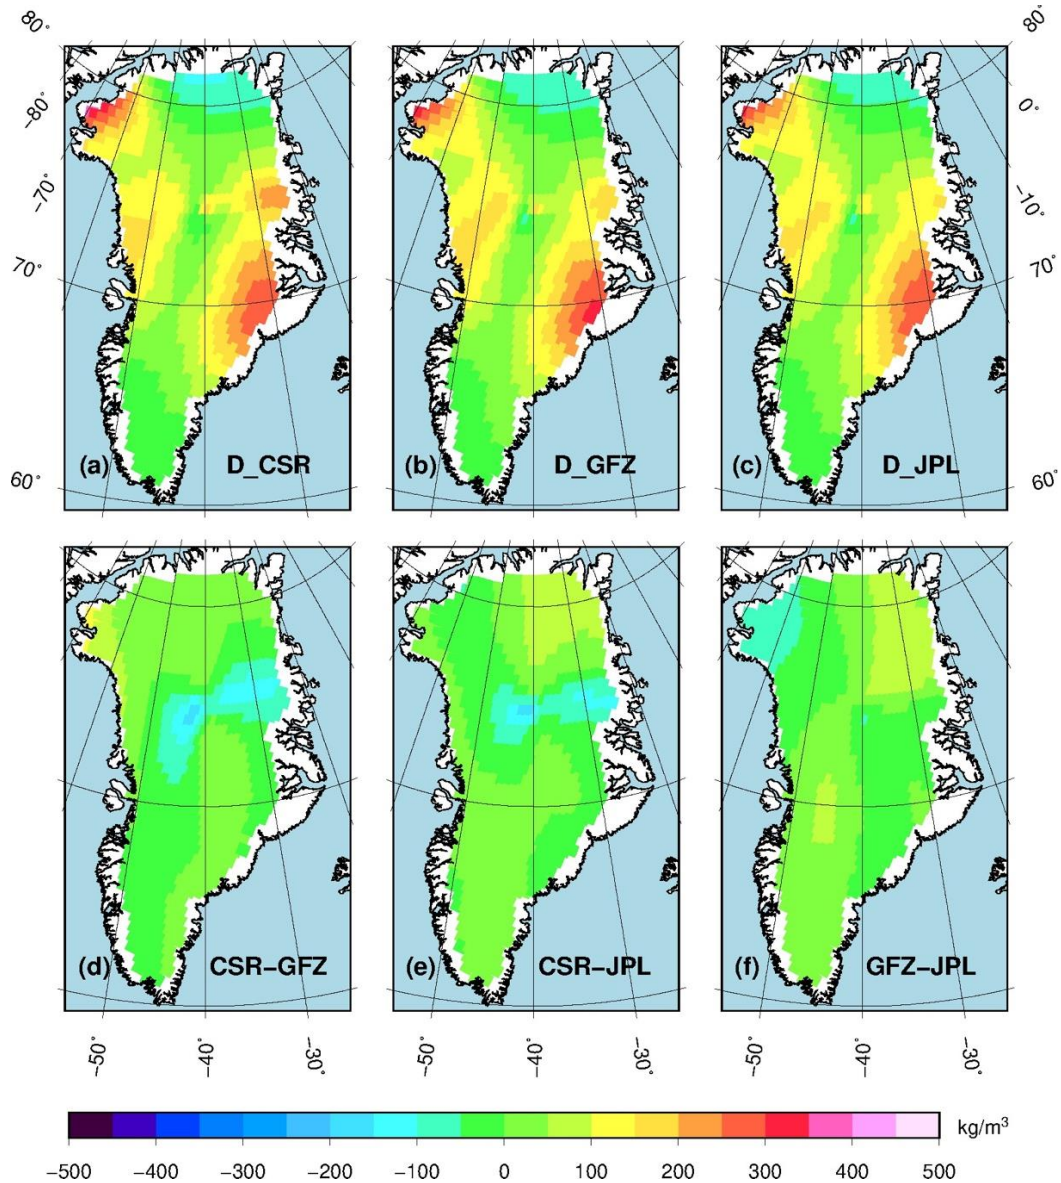 80° 80°
−80° 0°
−70° −10°
70° 70°
60° 60°
(a) D_CSR
(b) D_GFZ
(c) D_JPL
(d) CSR−GFZ
(e) CSR−JPL
(f) GFZ−JPL
−50° −40° −30° −50° −40° −30° −50° −40° −30°
kg/m³
−500 −400 −300 −200 −100 0 100 200 300 400 500